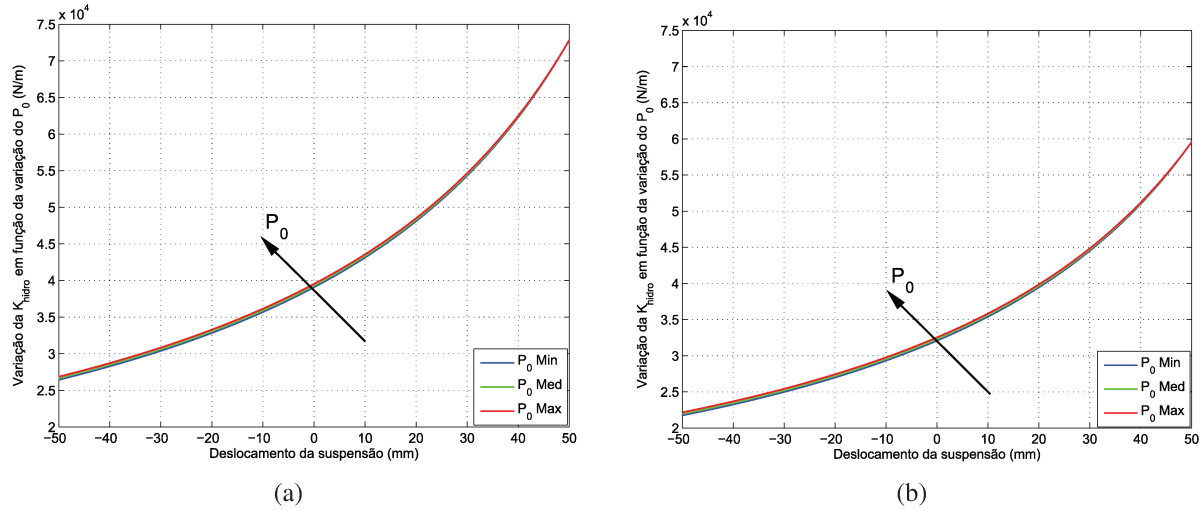 x 10⁴
7.5
7
6.5
6
5.5
5
4.5
4
3.5
3
2.5
2
−50 −40 −30 −20 −10 0 10 20 30 40 50
Variação da K_hidro em função da variação do P_0 (N/m)
Deslocamento da suspensão (mm)
P_0
P_0 Min
P_0 Med
P_0 Max
(a)
x 10⁴
7.5
7
6.5
6
5.5
5
4.5
4
3.5
3
2.5
2
−50 −40 −30 −20 −10 0 10 20 30 40 50
Variação da K_hidro em função da variação do P_0 (N/m)
Deslocamento da suspensão (mm)
P_0
P_0 Min
P_0 Med
P_0 Max
(b)